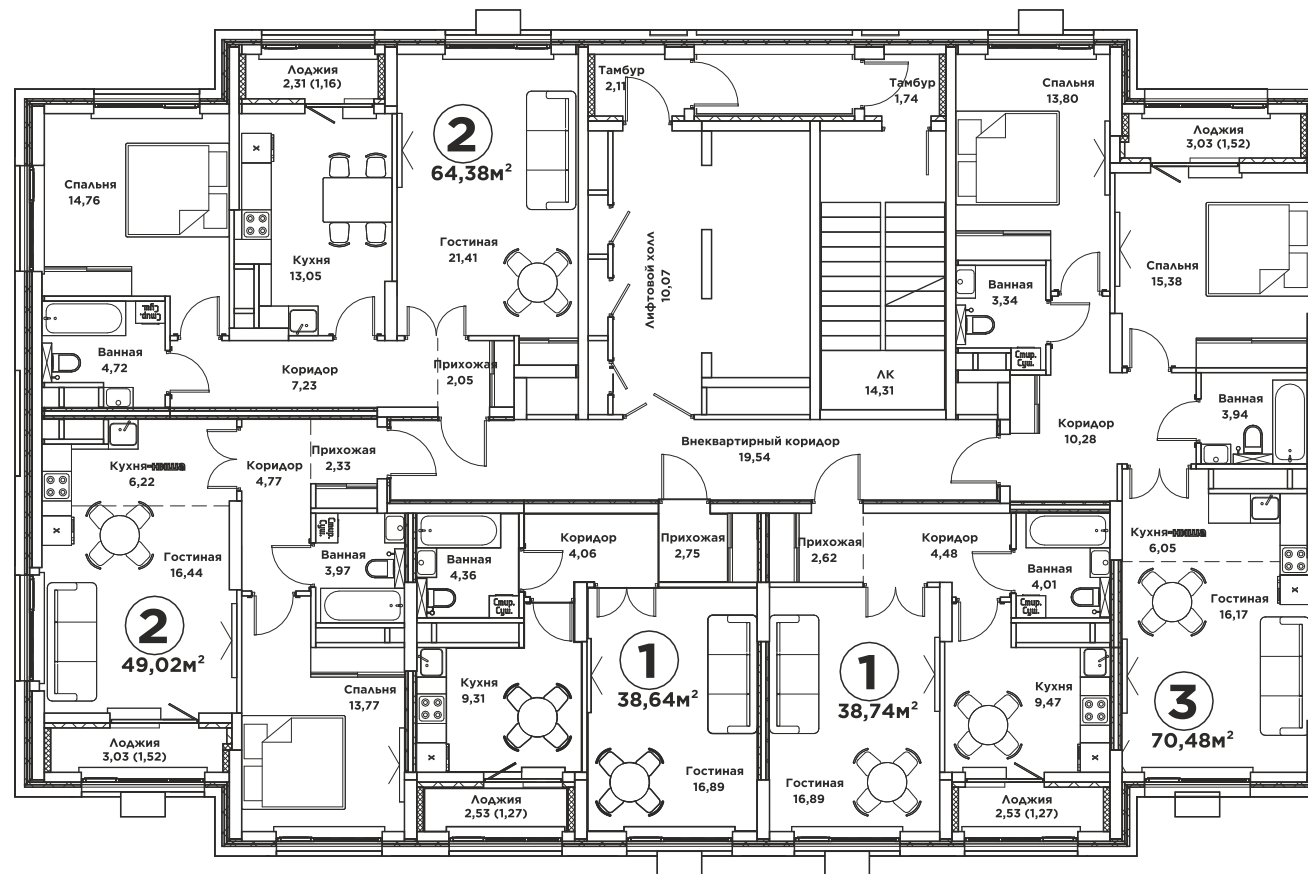 Лоджия
2,31 (1,16)
Тамбур
2,11
Тамбур
1,74
Спальня
13,80
Лоджия
3,03 (1,52)
2
64,38м²
Спальня
14,76
х
Кухня
13,05
Гостиная
21,41
Лифтовой холл
10,07
Ванная
3,34
Спальня
15,38
Стир.
Суш.
Ванная
4,72
Коридор
7,23
Прихожая
2,05
ЛК
14,31
Стир.
Суш.
Ванная
3,94
Коридор
10,28
Внеквартирный коридор
19,54
Кухня-ниша
6,22
Коридор
4,77
Прихожая
2,33
х
Гостиная
16,44
Стир.
Суш.
Ванная
3,97
Ванная
4,36
Стир.
Суш.
Коридор
4,06
Прихожая
2,75
Прихожая
2,62
Коридор
4,48
Ванная
4,01
Стир.
Суш.
Кухня-ниша
6,05
х
Гостиная
16,17
2
49,02м²
1
38,64м²
1
38,74м²
3
70,48м²
Спальня
13,77
Кухня
9,31
х
Кухня
9,47
х
Лоджия
3,03 (1,52)
Гостиная
16,89
Гостиная
16,89
Лоджия
2,53 (1,27)
Лоджия
2,53 (1,27)